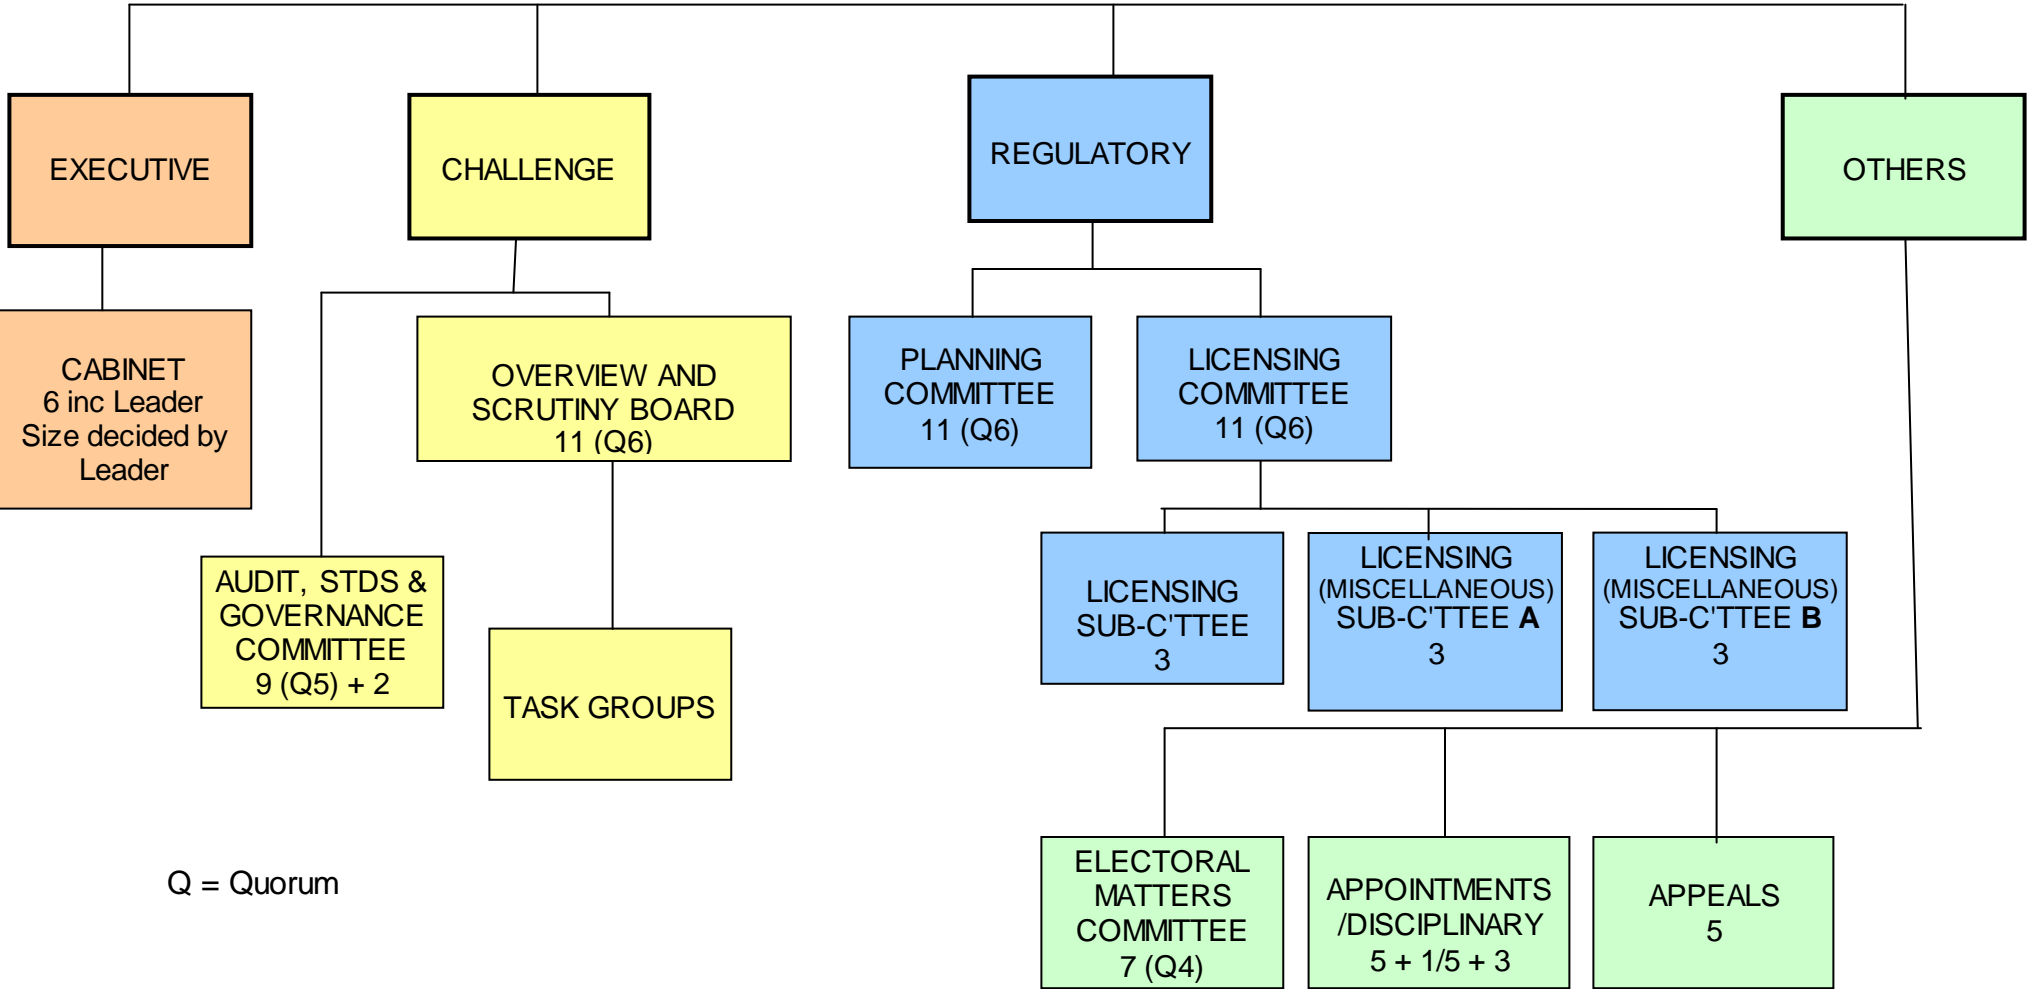 EXECUTIVE
CHALLENGE
REGULATORY
OTHERS
CABINET
6 inc Leader
Size decided by
Leader
OVERVIEW AND
SCRUTINY BOARD
11 (Q6)
PLANNING
COMMITTEE
11 (Q6)
LICENSING
COMMITTEE
11 (Q6)
AUDIT, STDS &
GOVERNANCE
COMMITTEE
9 (Q5) + 2
TASK GROUPS
LICENSING
SUB-C'TTEE
3
LICENSING
(MISCELLANEOUS)
SUB-C'TTEE A
3
LICENSING
(MISCELLANEOUS)
SUB-C'TTEE B
3
ELECTORAL
MATTERS
COMMITTEE
7 (Q4)
APPOINTMENTS
/DISCIPLINARY
5 + 1/5 + 3
APPEALS
5
Q = Quorum